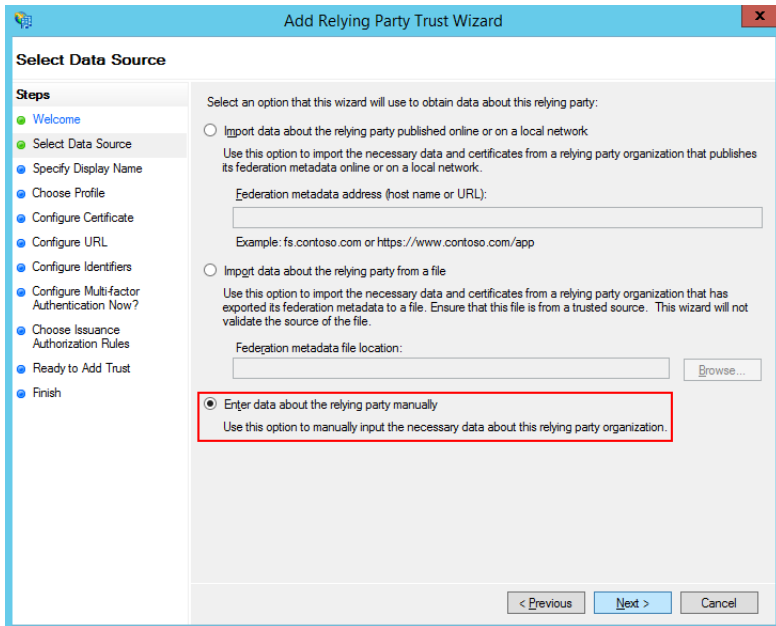 Add Relying Party Trust Wizard
x
Select Data Source
Steps
Welcome
Select Data Source
Specify Display Name
Choose Profile
Configure Certificate
Configure URL
Configure Identifiers
Configure Multi-factor
Authentication Now?
Choose Issuance
Authorization Rules
Ready to Add Trust
Finish
Select an option that this wizard will use to obtain data about this relying party:
Import data about the relying party published online or on a local network
Use this option to import the necessary data and certificates from a relying party organization that publishes
its federation metadata online or on a local network.
Federation metadata address (host name or URL):
Example: fs.contoso.com or https://www.contoso.com/app
Import data about the relying party from a file
Use this option to import the necessary data and certificates from a relying party organization that has
exported its federation metadata to a file. Ensure that this file is from a trusted source. This wizard will not
validate the source of the file.
Federation metadata file location:
Browse...
Enter data about the relying party manually
Use this option to manually input the necessary data about this relying party organization.
< Previous
Next >
Cancel